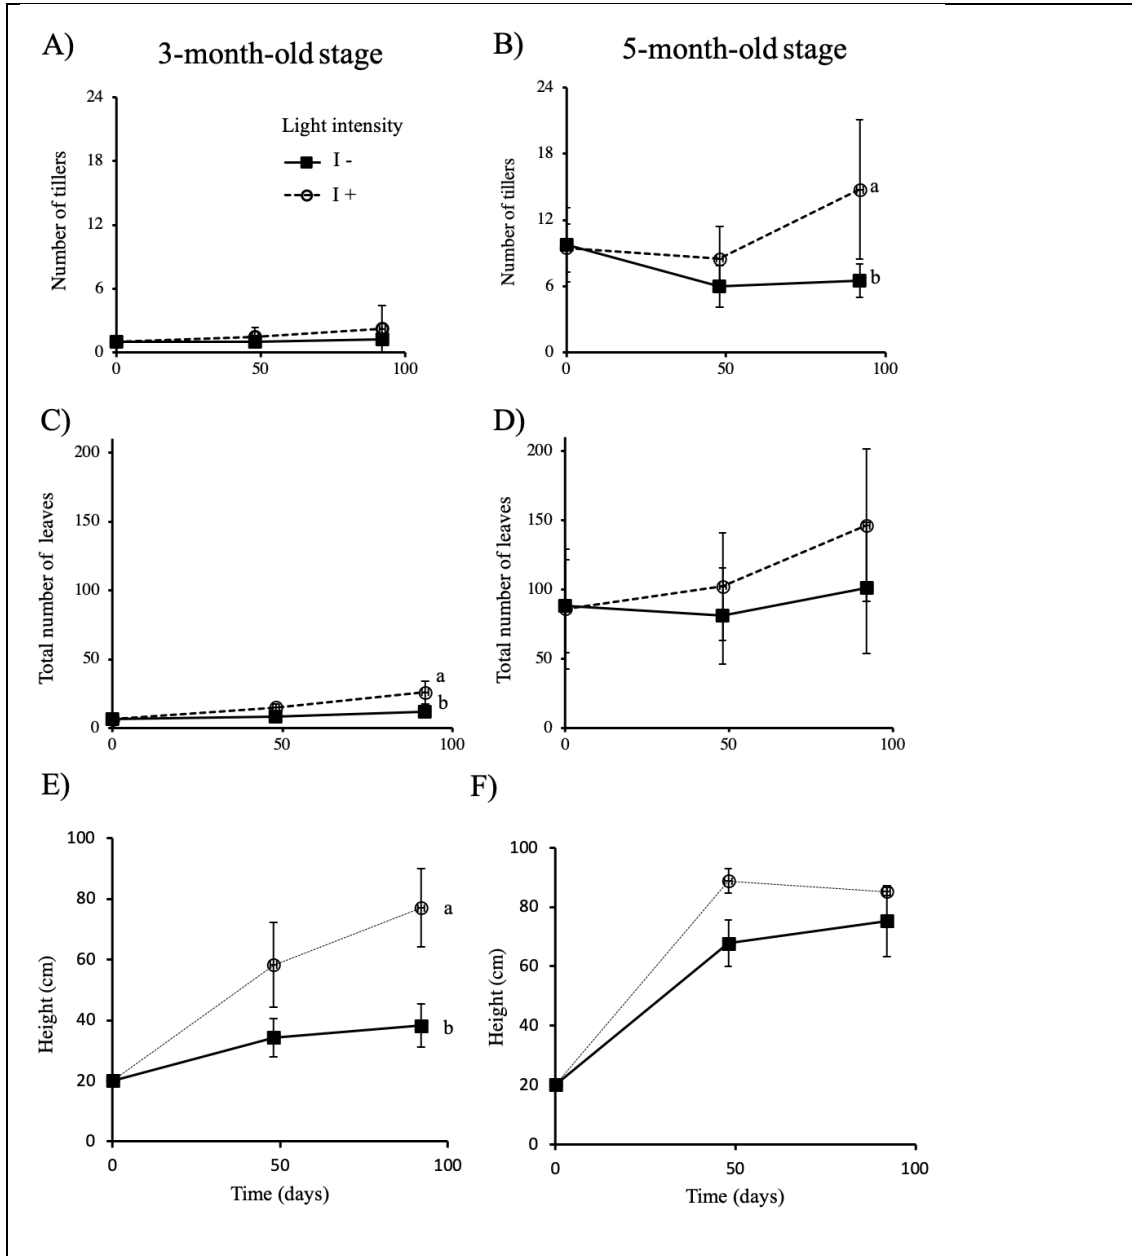 A)
3-month-old stage
B)
5-month-old stage
Number of tillers
24
18
12
6
0
0
50
100
Light intensity
I -
I +
Number of tillers
24
18
12
6
0
0
50
100
a
b
C)
Total number of leaves
200
150
100
50
0
0
50
100
a
b
D)
Total number of leaves
200
150
100
50
0
0
50
100
E)
Height (cm)
100
80
60
40
20
0
0
50
100
a
b
Time (days)
F)
Height (cm)
100
80
60
40
20
0
0
50
100
Time (days)